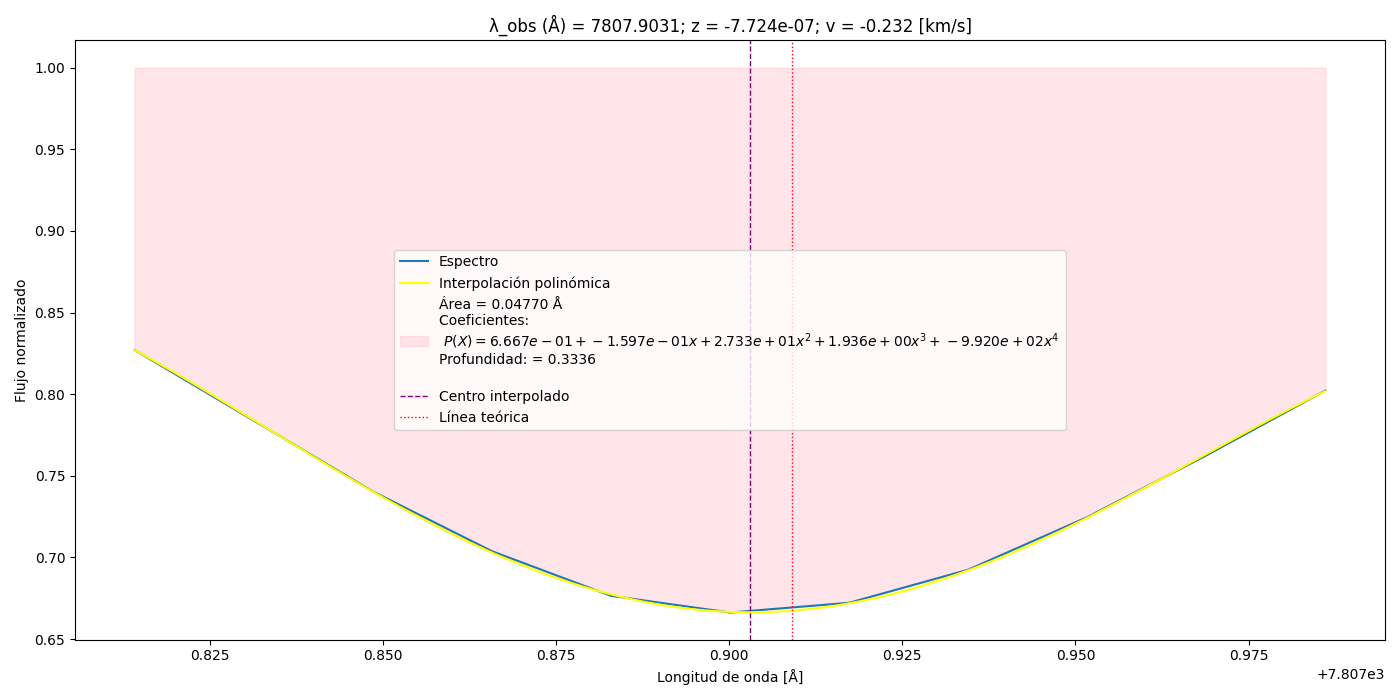 λ_obs (Å) = 7807.9031; z = -7.724e-07; v = -0.232 [km/s]
1.00
0.95
0.90
0.85
0.80
0.75
0.70
0.65
Flujo normalizado
Espectro
Interpolación polinómica
Área = 0.04770 Å
Coeficientes:
P(X) = 6.667e − 01 + − 1.597e − 01x + 2.733e + 01x² + 1.936e + 00x³ + − 9.920e + 02x⁴
Profundidad: = 0.3336
Centro interpolado
Línea teórica
0.825 0.850 0.875 0.900 0.925 0.950 0.975
+7.807e3
Longitud de onda [Å]